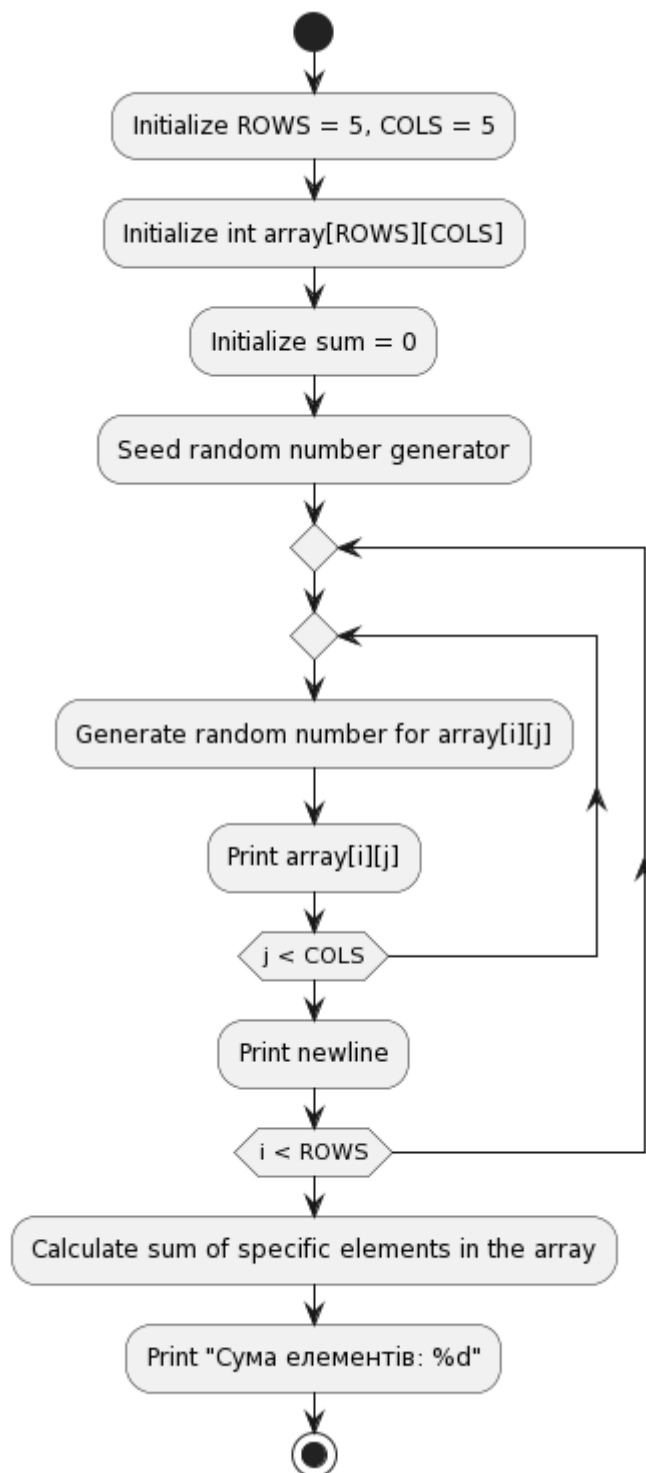 Initialize ROWS = 5, COLS = 5
Initialize int array[ROWS][COLS]
Initialize sum = 0
Seed random number generator
Generate random number for array[i][j]
Print array[i][j]
j < COLS
Print newline
i < ROWS
Calculate sum of specific elements in the array
Print "Сума елементів: %d"